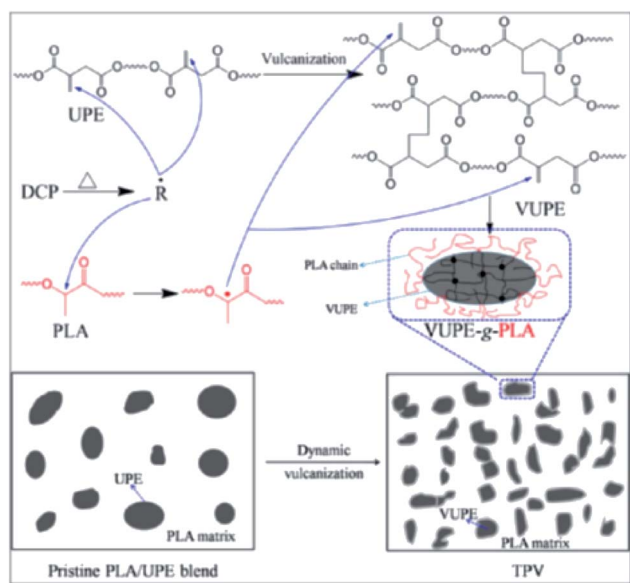 Vulcanization
UPE
DCP
R
VUPE
PLA
PLA chain
VUPE
VUPE-g-PLA
UPE
PLA matrix
Pristine PLA/UPE blend
Dynamic
vulcanization
VUPE
PLA matrix
TPV